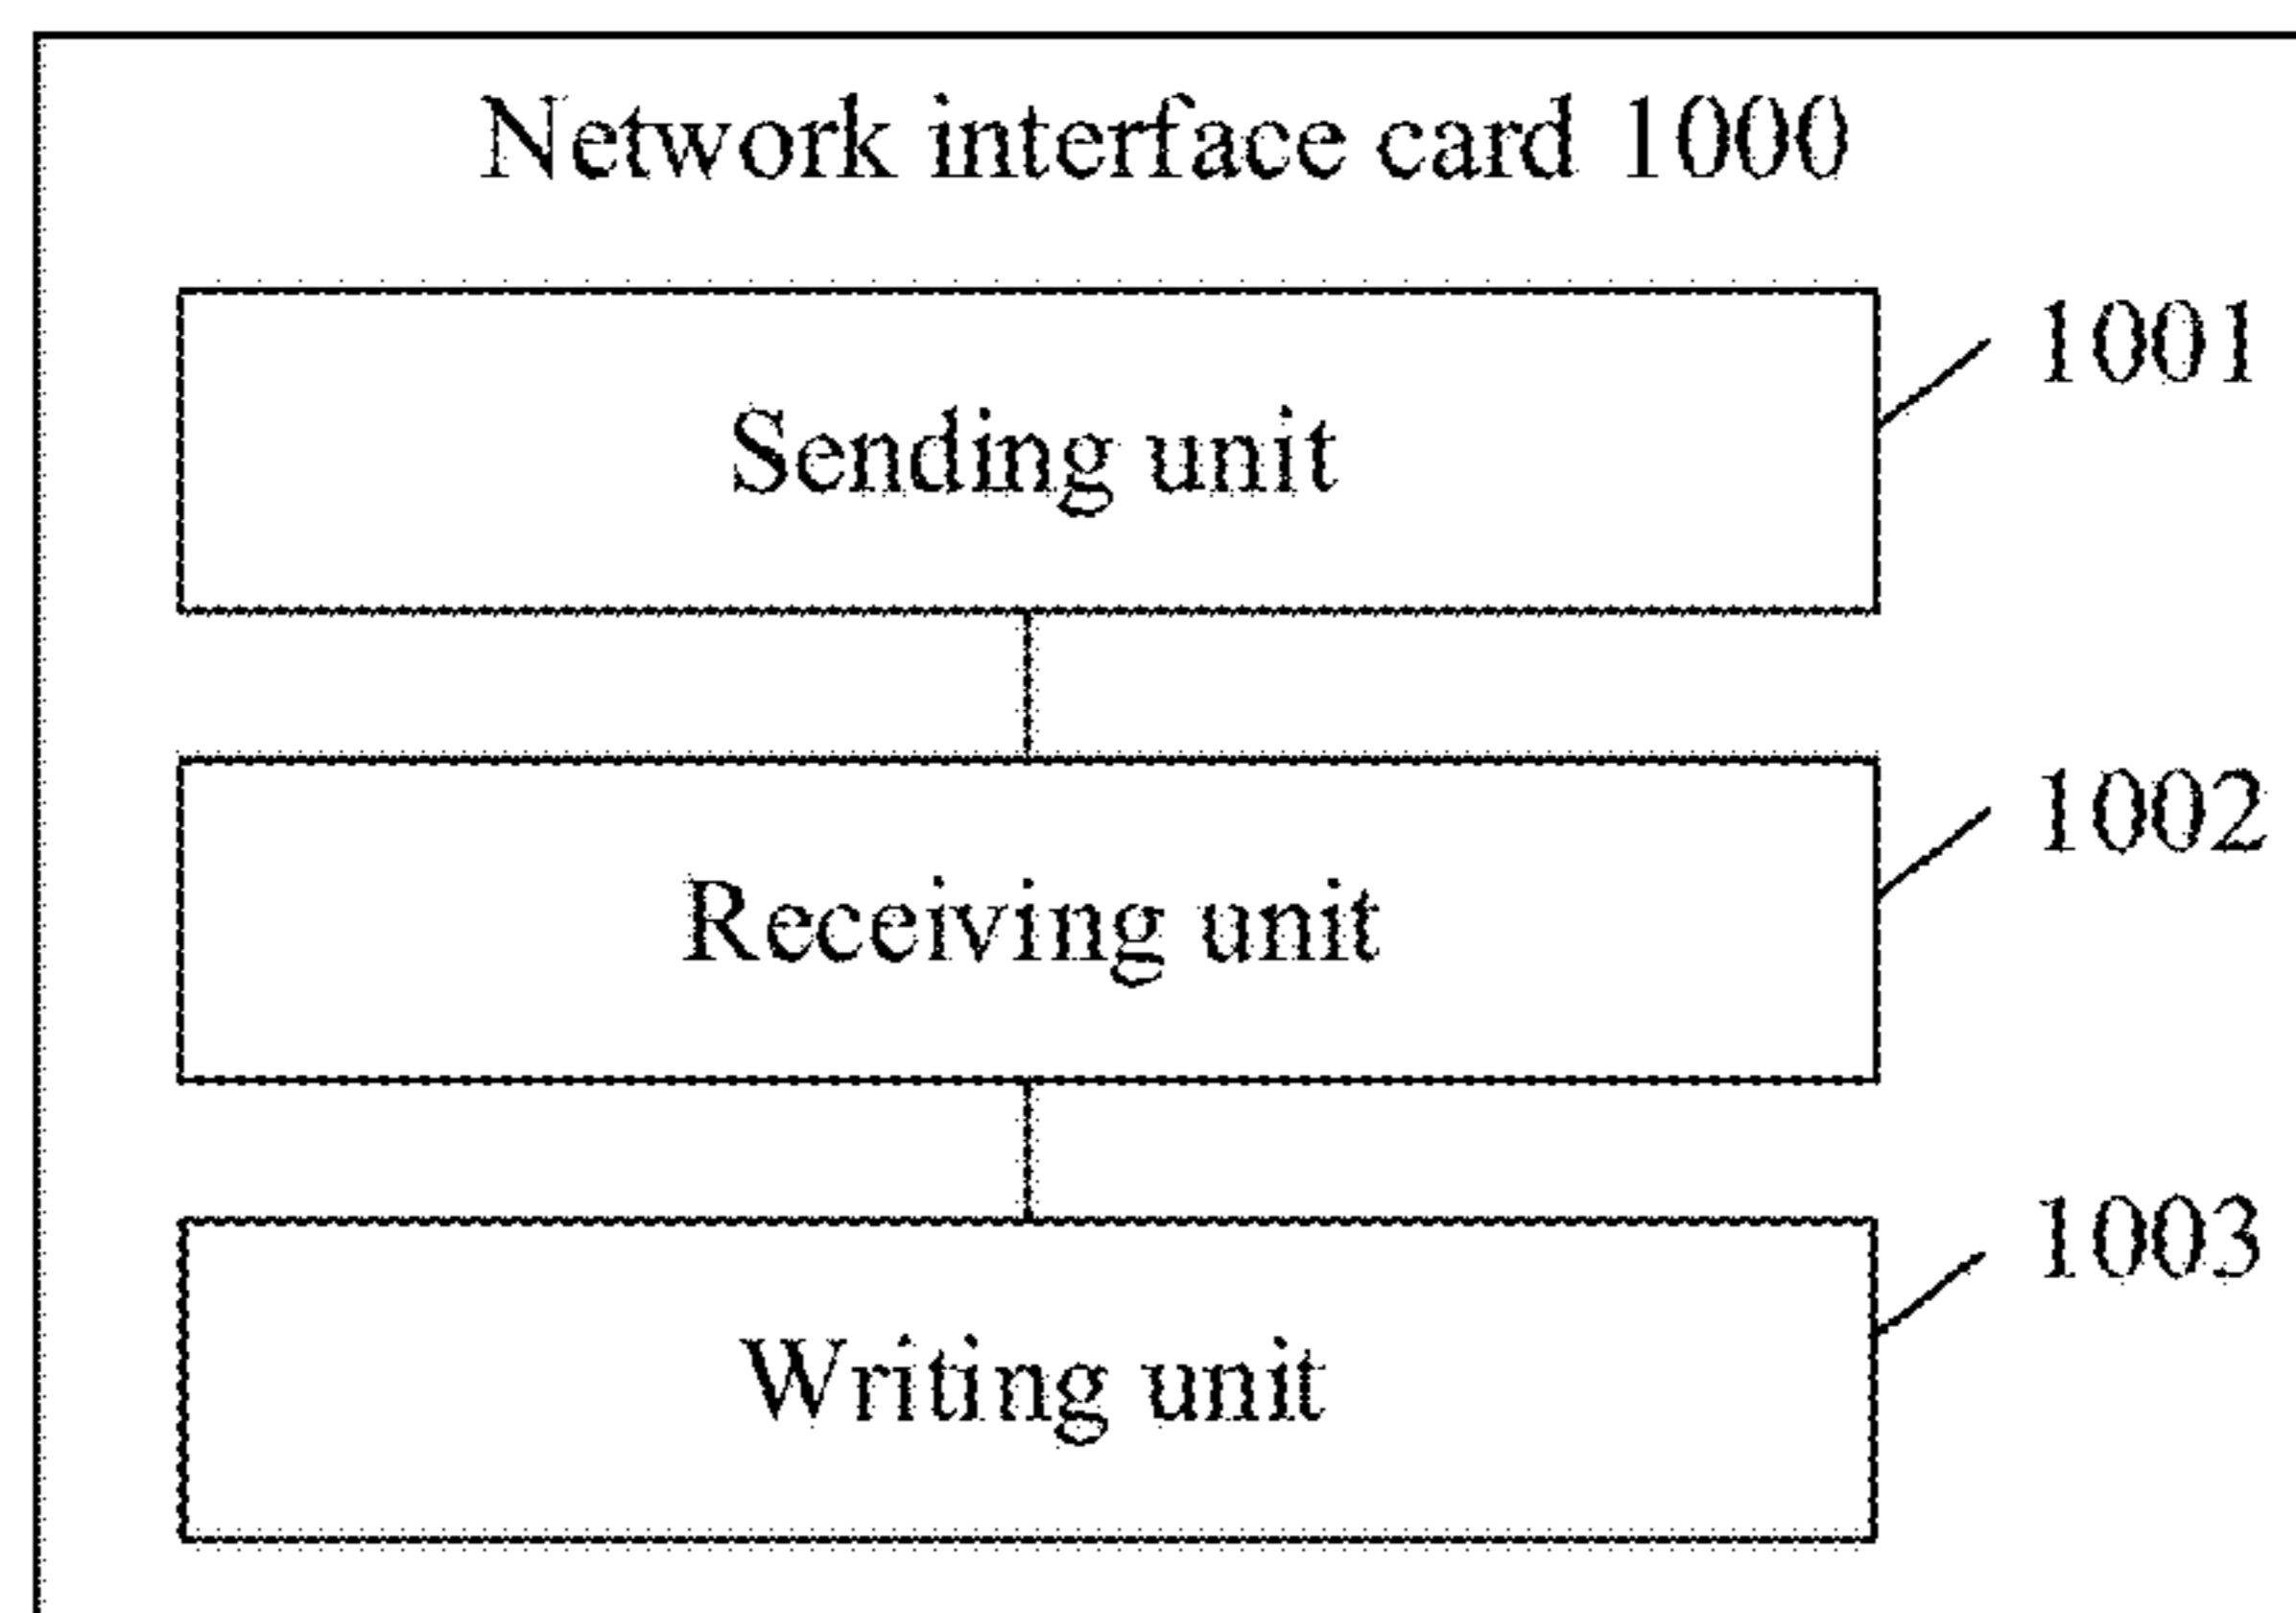 Network interface card 1000
1001
Sending unit
1002
Receiving unit
1003
Writing unit